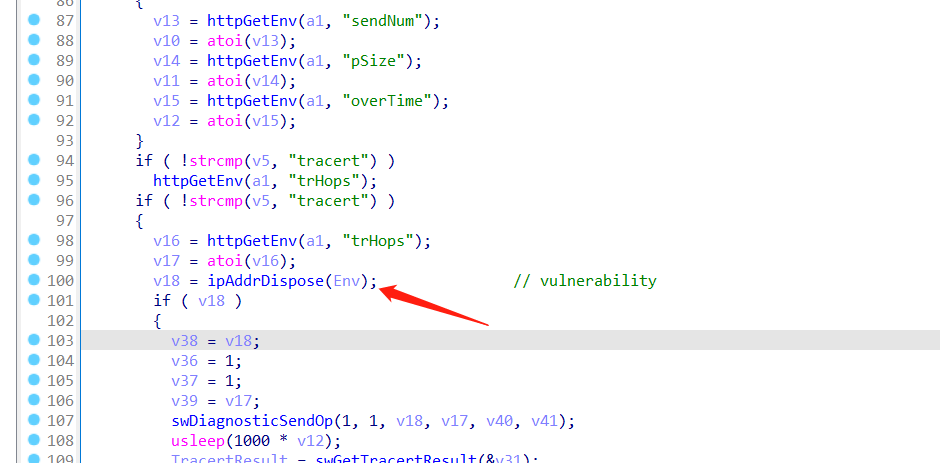 86 {
87 v13 = httpGetEnv(a1, "sendNum");
88 v10 = atoi(v13);
89 v14 = httpGetEnv(a1, "pSize");
90 v11 = atoi(v14);
91 v15 = httpGetEnv(a1, "overTime");
92 v12 = atoi(v15);
93 }
94 if ( !strcmp(v5, "tracert") )
95 httpGetEnv(a1, "trHops");
96 if ( !strcmp(v5, "tracert") )
97 {
98 v16 = httpGetEnv(a1, "trHops");
99 v17 = atoi(v16);
100 v18 = ipAddrDispose(Env); // vulnerability
101 if ( v18 )
102 {
103 v38 = v18;
104 v36 = 1;
105 v37 = 1;
106 v39 = v17;
107 swDiagnosticSendOp(1, 1, v18, v17, v40, v41);
108 usleep(1000 * v12);
109 TracertResult = swGetTracertResult(&v31);